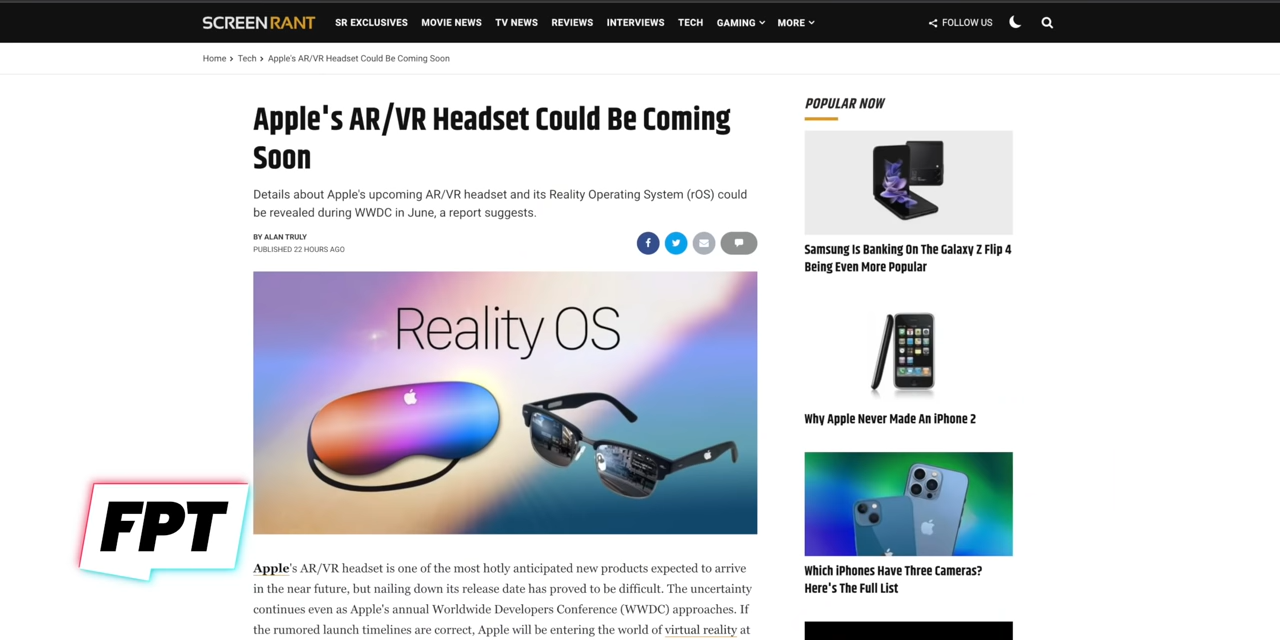 SCREENRANT
SR EXCLUSIVES MOVIE NEWS TV NEWS REVIEWS INTERVIEWS TECH GAMING MORE
FOLLOW US
Home > Tech > Apple's AR/VR Headset Could Be Coming Soon
Apple's AR/VR Headset Could Be Coming
Soon
Details about Apple's upcoming AR/VR headset and its Reality Operating System (rOS) could
be revealed during WWDC in June, a report suggests.
BY ALAN TRULY
PUBLISHED 22 HOURS AGO
Reality OS
Apple's AR/VR headset is one of the most hotly anticipated new products expected to arrive
in the near future, but nailing down its release date has proved to be difficult. The uncertainty
continues even as Apple's annual Worldwide Developers Conference (WWDC) approaches. If
the rumored launch timelines are correct, Apple will be entering the world of virtual reality at
POPULAR NOW
Samsung Is Banking On The Galaxy Z Flip 4
Being Even More Popular
Why Apple Never Made An iPhone 2
Which iPhones Have Three Cameras?
Here's The Full List
FPT